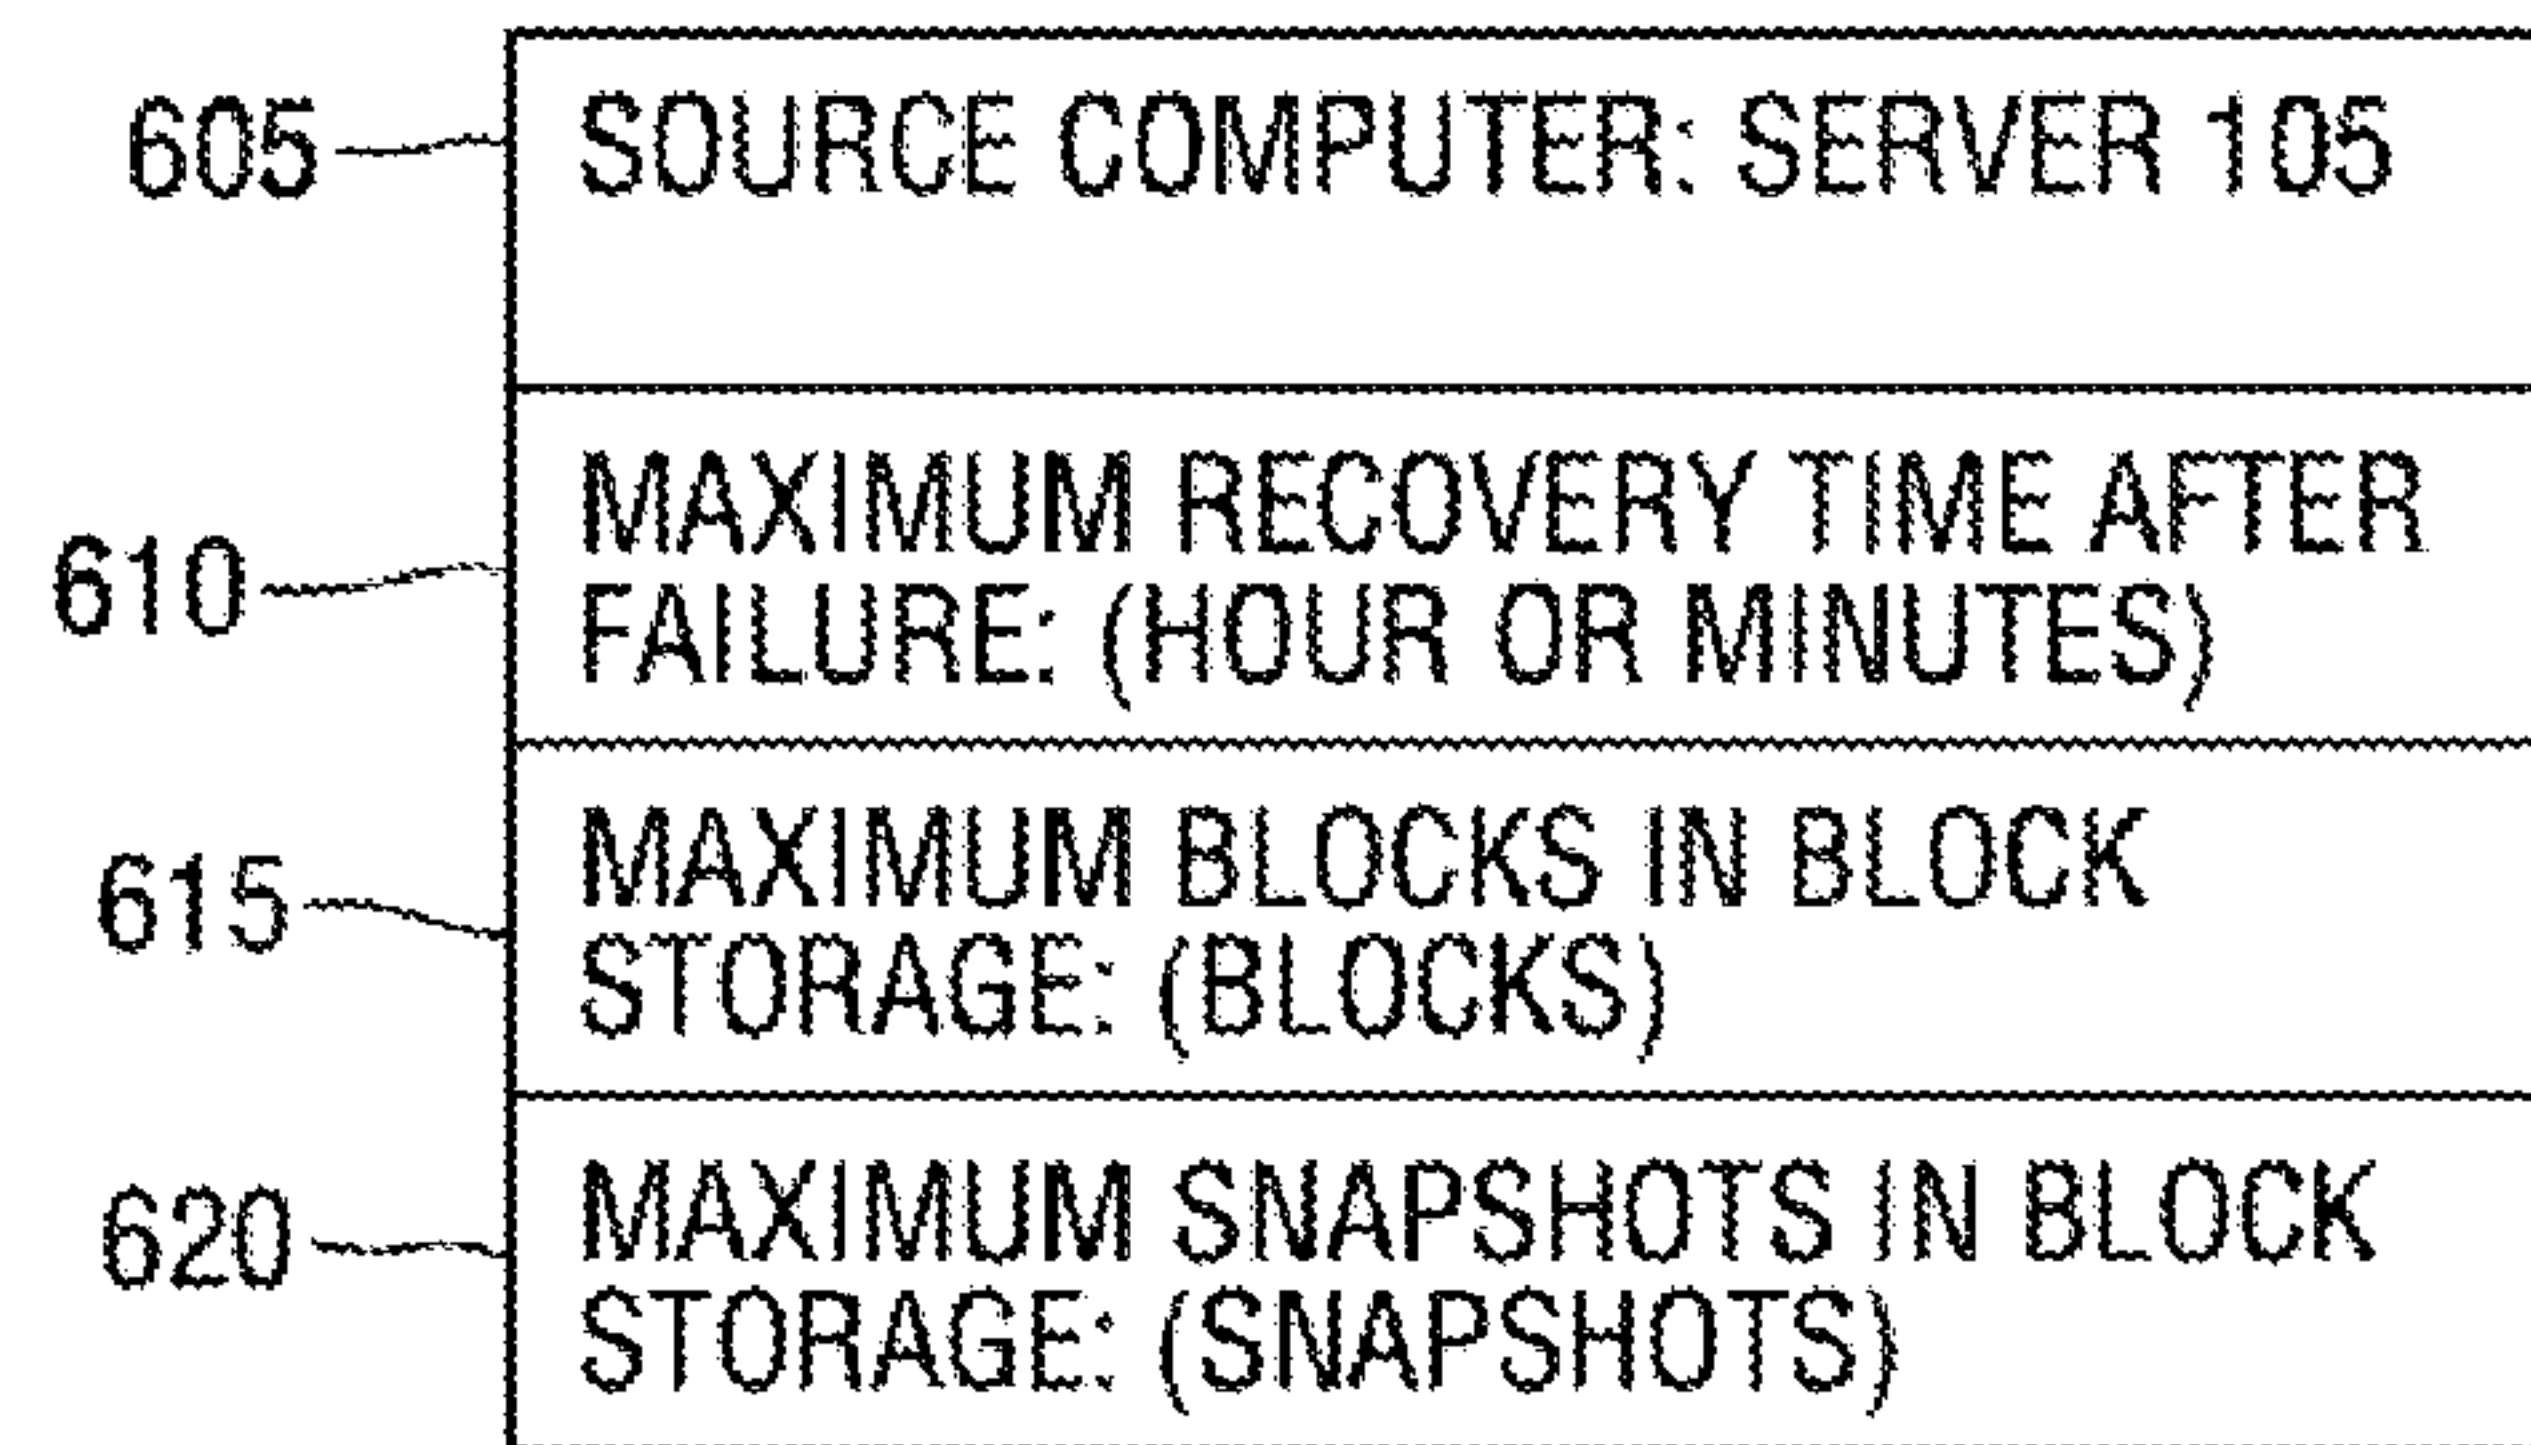 605
SOURCE COMPUTER: SERVER 105
610
MAXIMUM RECOVERY TIME AFTER
FAILURE: (HOUR OR MINUTES)
615
MAXIMUM BLOCKS IN BLOCK
STORAGE: (BLOCKS)
620
MAXIMUM SNAPSHOTS IN BLOCK
STORAGE: (SNAPSHOTS)